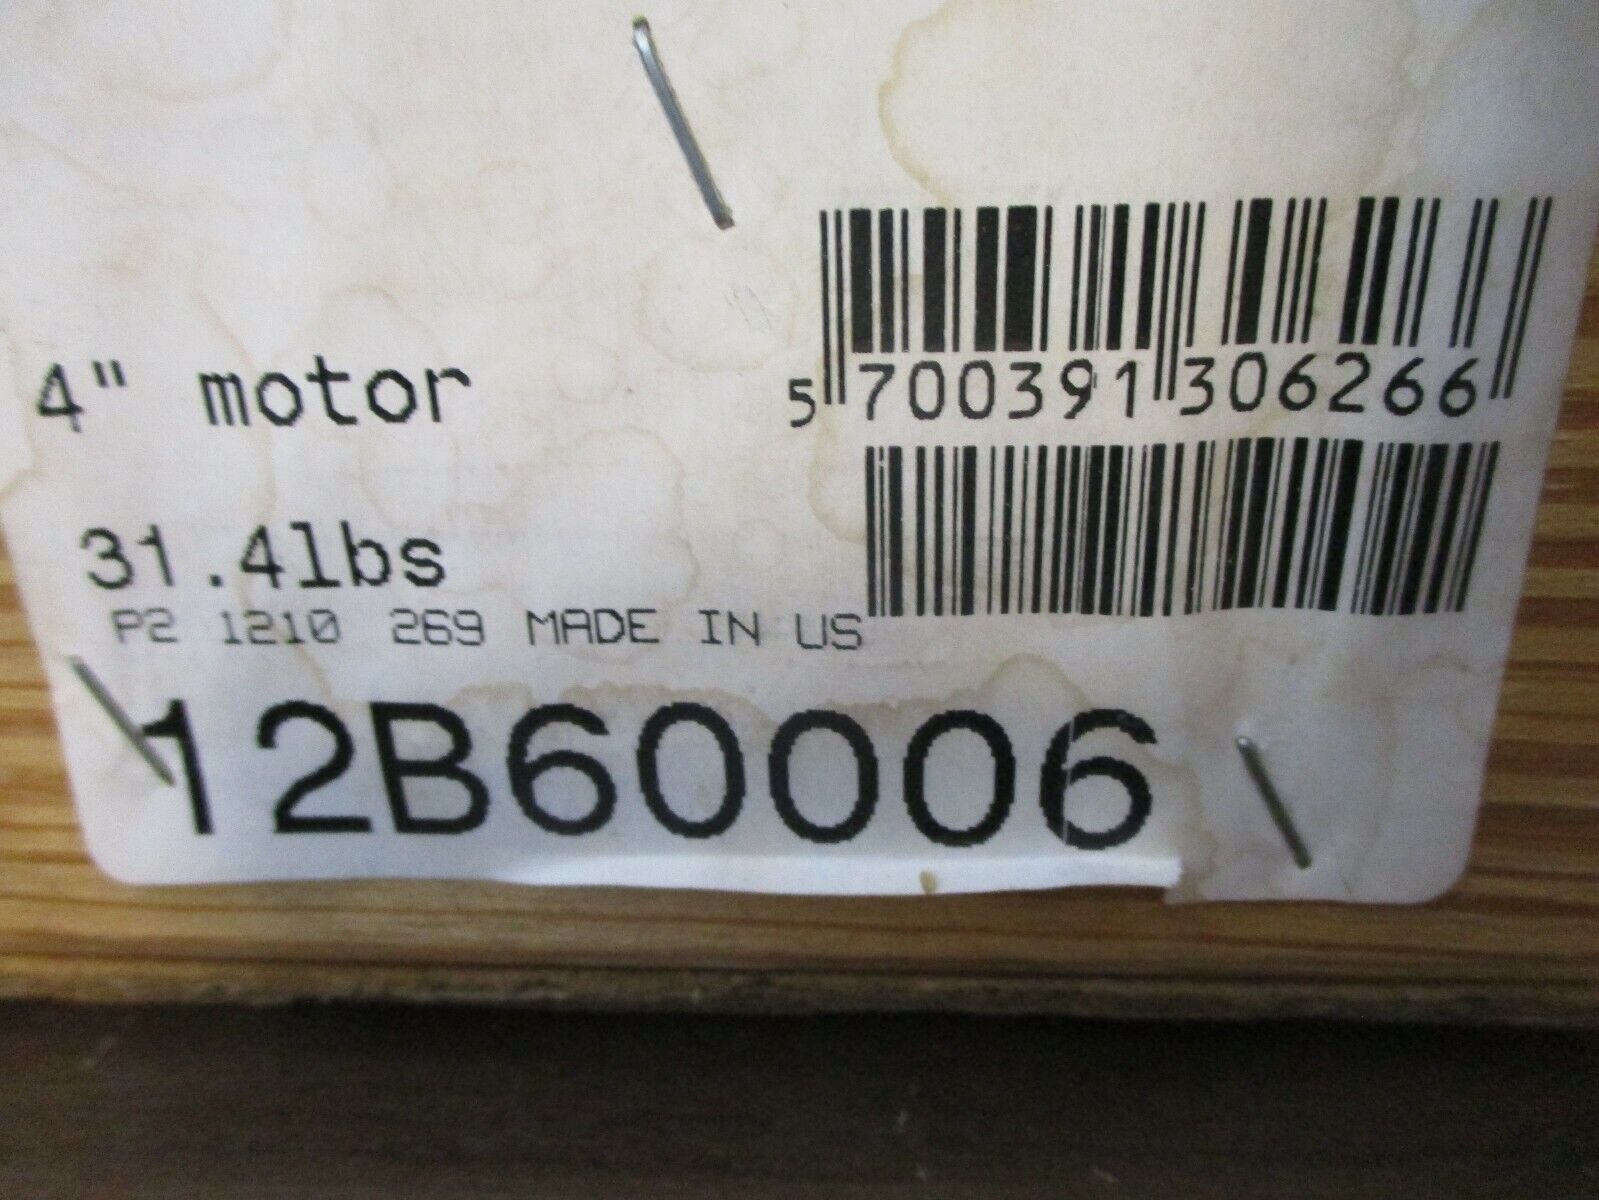 4" motor
5 700391 306266
31.4lbs
P2 1210 269 MADE IN US
12B60006